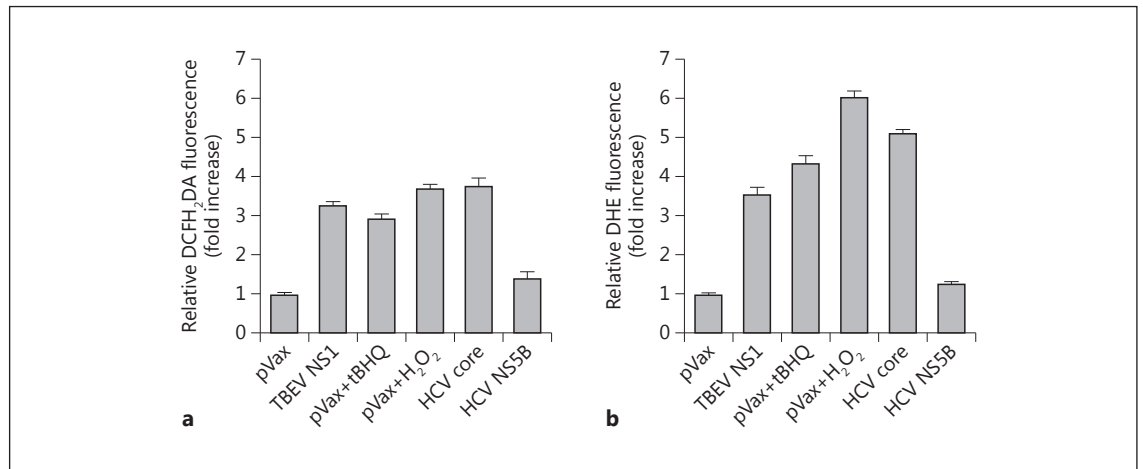 Relative DCFH₂DA fluorescence
(fold increase)
7
6
5
4
3
2
1
0
pVax
TBEV NS1
pVax+tBHQ
pVax+H₂O₂
HCV core
HCV NS5B
a
Relative DHE fluorescence
(fold increase)
7
6
5
4
3
2
1
0
pVax
TBEV NS1
pVax+tBHQ
pVax+H₂O₂
HCV core
HCV NS5B
b